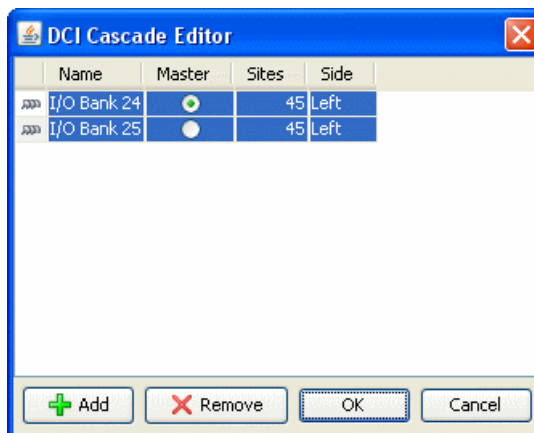 DCI Cascade Editor
Name Master Sites Side
I/O Bank 24 45 Left
I/O Bank 25 45 Left
Add Remove OK Cancel